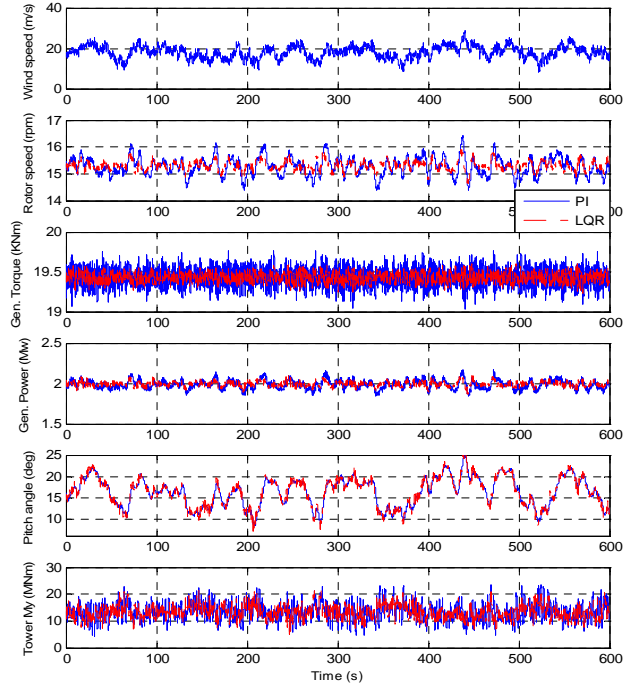 Wind speed (m/s)
40
20
0
0 100 200 300 400 500 600
Rotor speed (rpm)
17
16
15
14
0 100 200 300 400 500 600
PI
LQR
Gen. Torque (KNm)
20
19.5
19
0 100 200 300 400 500 600
Gen. Power (Mw)
2.5
2
1.5
0 100 200 300 400 500 600
Pitch angle (deg)
25
20
15
10
0 100 200 300 400 500 600
Tower My (MNm)
30
20
10
0
0 100 200 300 400 500 600
Time (s)